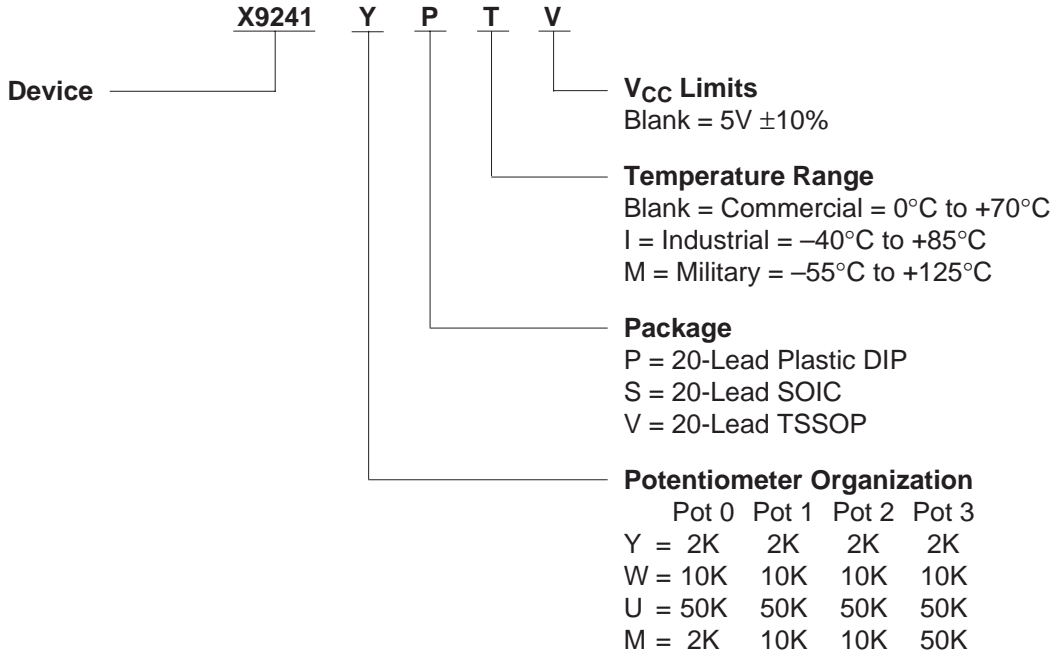 X9241 Y P T V
Device
VCC Limits
Blank = 5V ±10%
Temperature Range
Blank = Commercial = 0°C to +70°C
I = Industrial = –40°C to +85°C
M = Military = –55°C to +125°C
Package
P = 20-Lead Plastic DIP
S = 20-Lead SOIC
V = 20-Lead TSSOP
Potentiometer Organization
Pot 0 Pot 1 Pot 2 Pot 3
Y = 2K 2K 2K 2K
W = 10K 10K 10K 10K
U = 50K 50K 50K 50K
M = 2K 10K 10K 50K